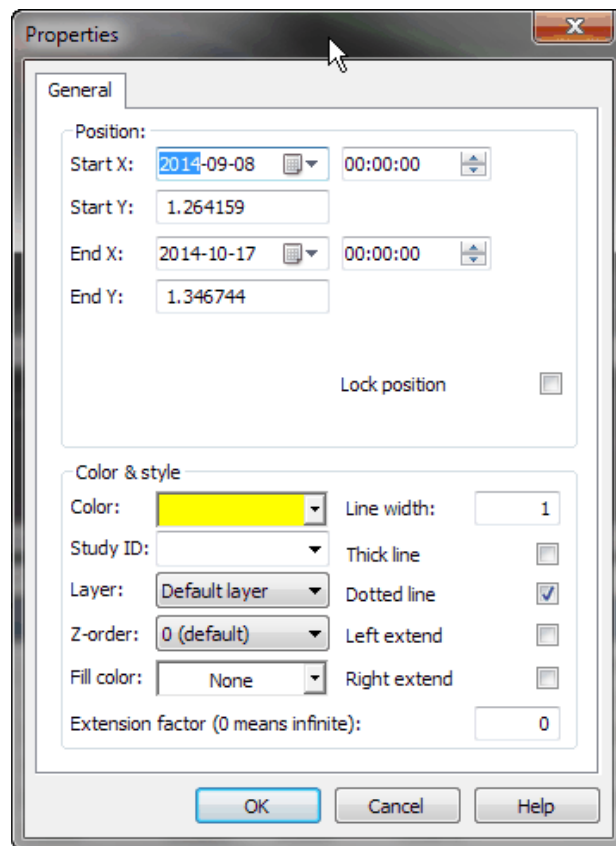 Properties
General
Position:
Start X: 2014-09-08 00:00:00
Start Y: 1.264159
End X: 2014-10-17 00:00:00
End Y: 1.346744
Lock position
Color & style
Color: Line width: 1
Study ID: Thick line
Layer: Default layer Dotted line
Z-order: 0 (default) Left extend
Fill color: None Right extend
Extension factor (0 means infinite): 0
OK Cancel Help